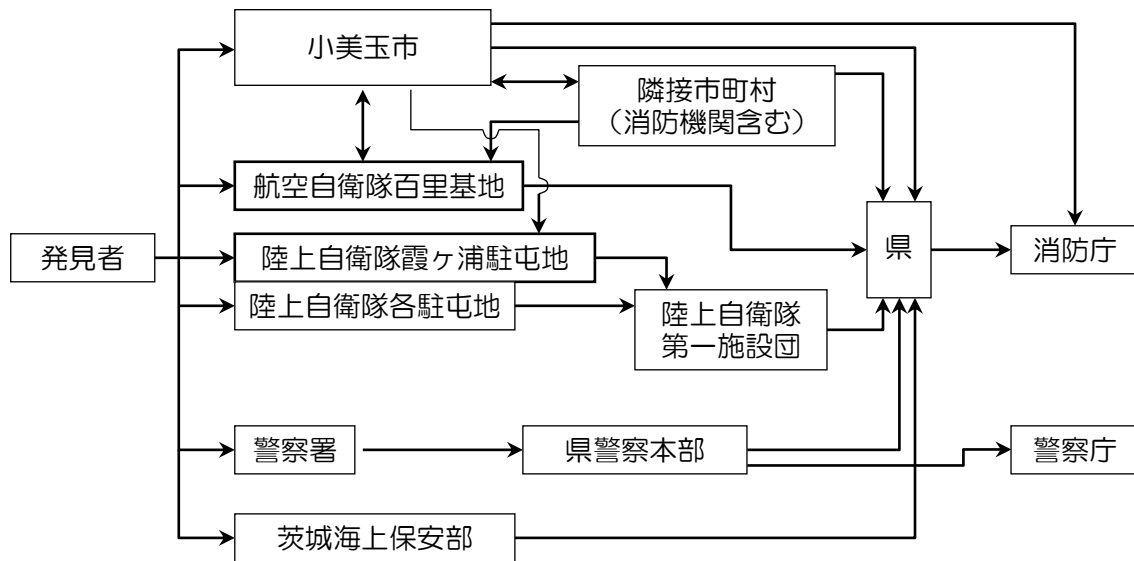 小美玉市
隣接市町村
（消防機関含む）
航空自衛隊百里基地
発見者
陸上自衛隊霞ヶ浦駐屯地
県
消防庁
陸上自衛隊各駐屯地
陸上自衛隊
第一施設団
警察署
県警察本部
警察庁
茨城海上保安部